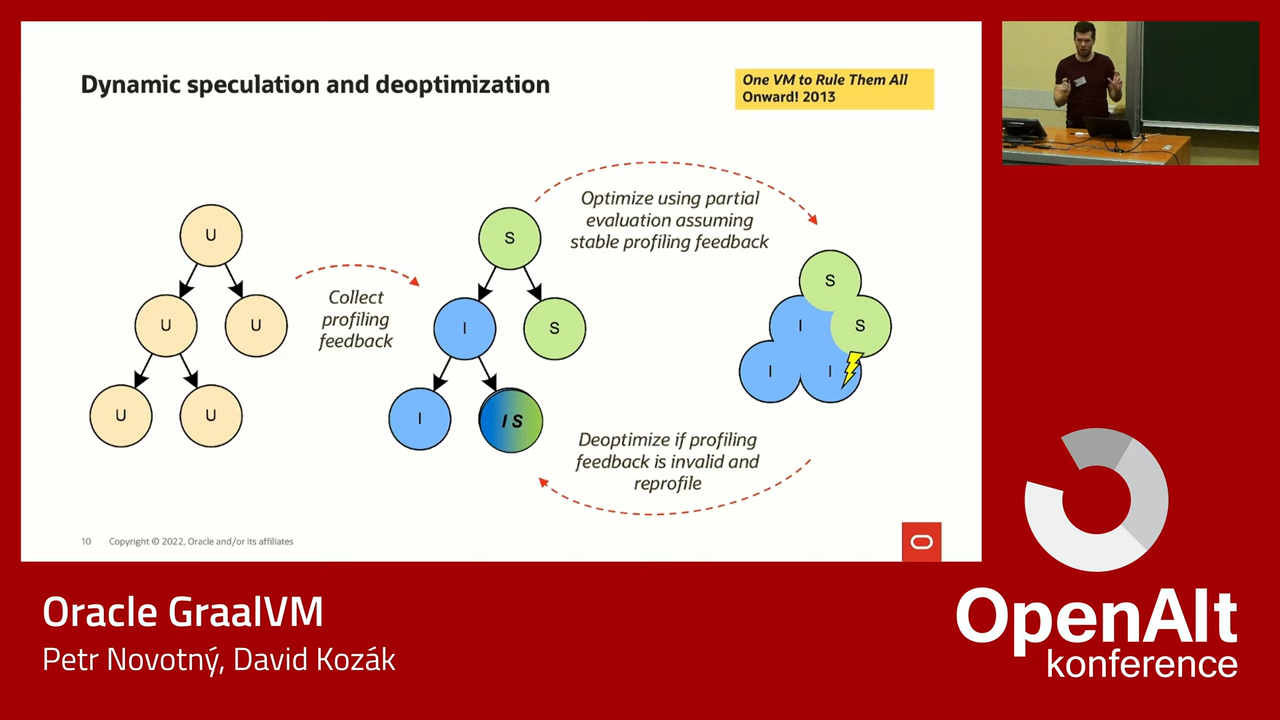 Dynamic speculation and deoptimization
One VM to Rule Them All
Onward! 2013
U
U
U
U
U
Collect
profiling
feedback
S
I
S
I
I S
Optimize using partial
evaluation assuming
stable profiling feedback
S
I
S
I
I
Deoptimize if profiling
feedback is invalid and
reprofile
10 Copyright © 2022, Oracle and/or its affiliates
Oracle GraalVM
Petr Novotný, David Kozák
OpenAlt
konference